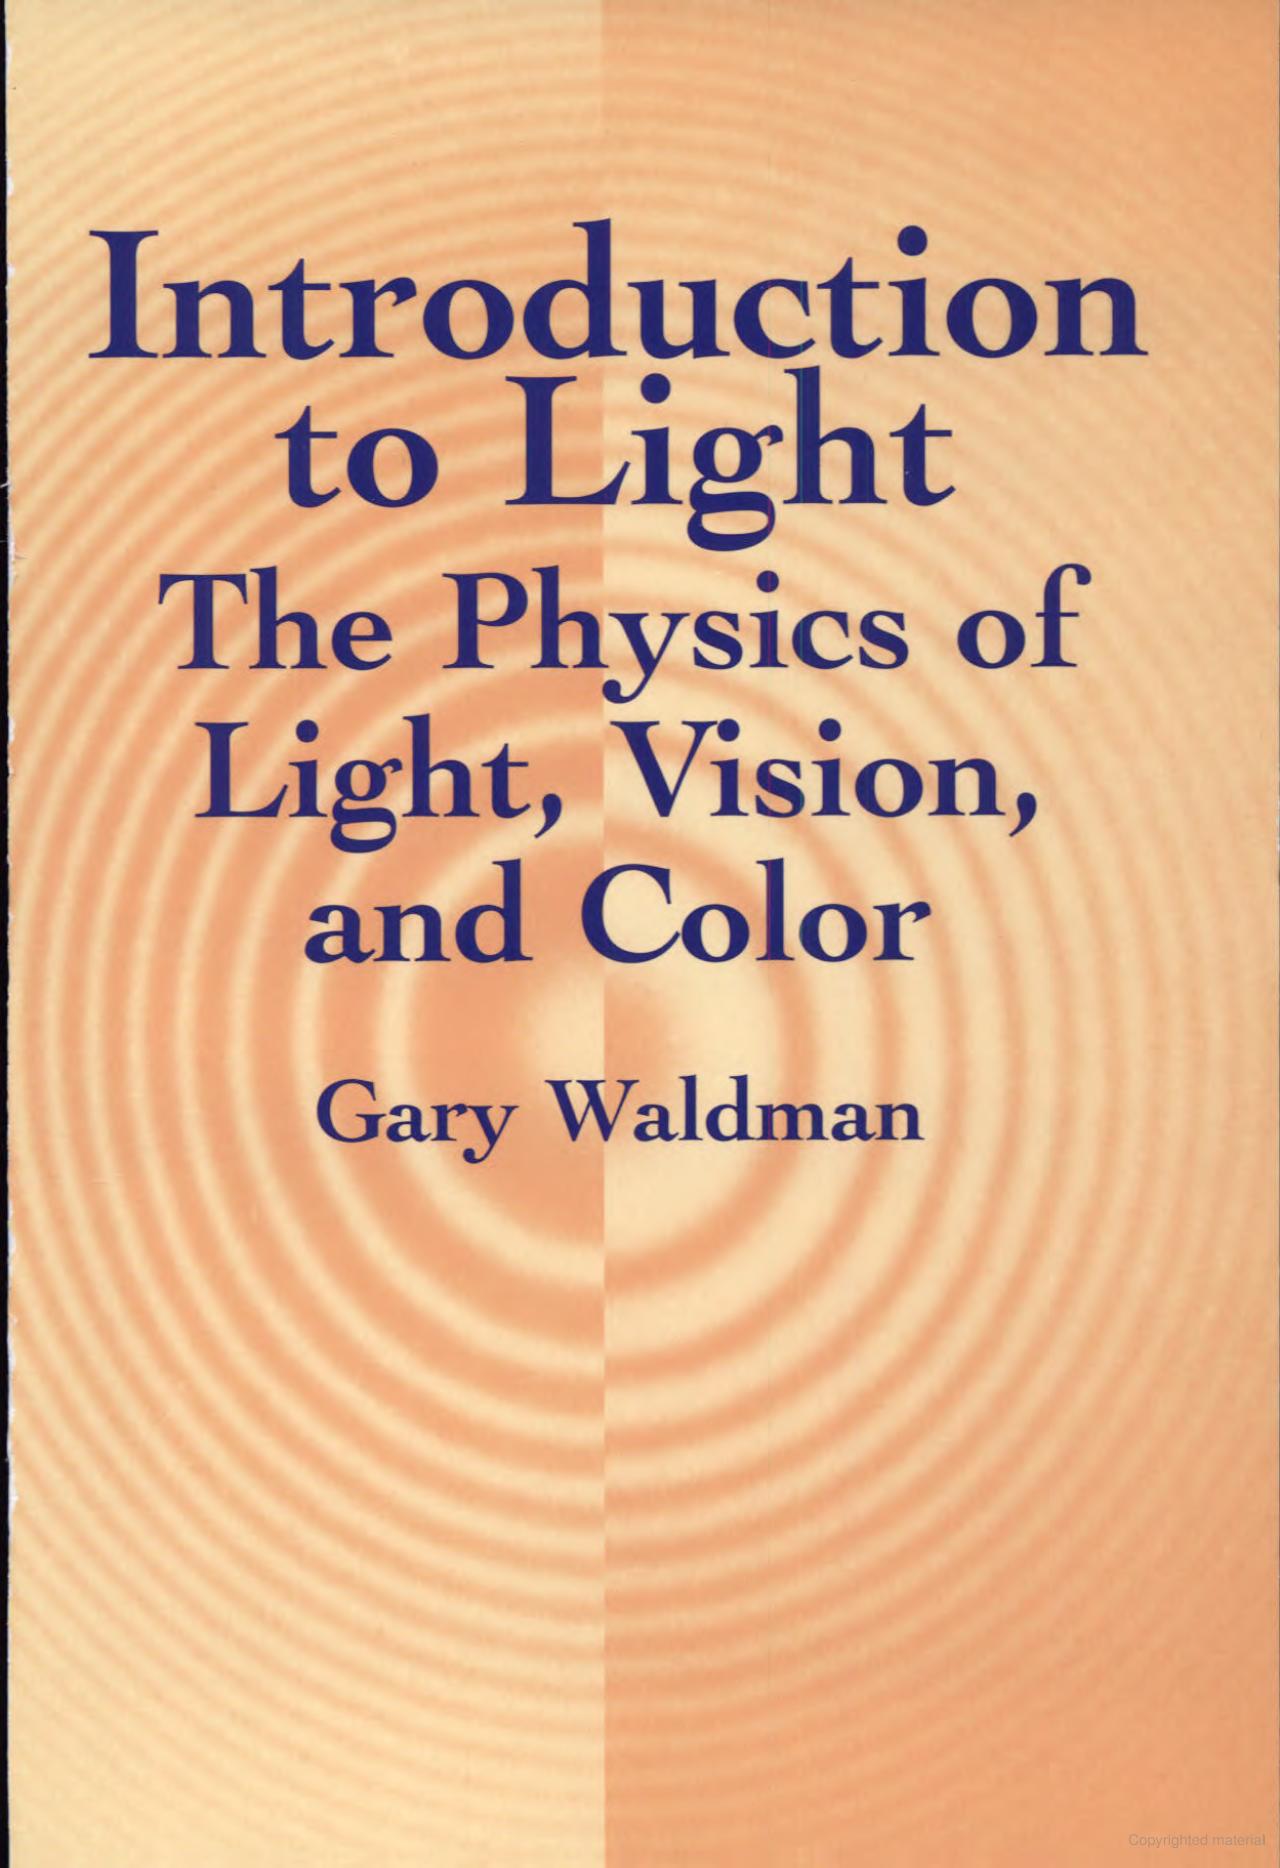 Introduction
to Light
The Physics of
Light, Vision,
and Color
Gary Waldman
Copyrighted material